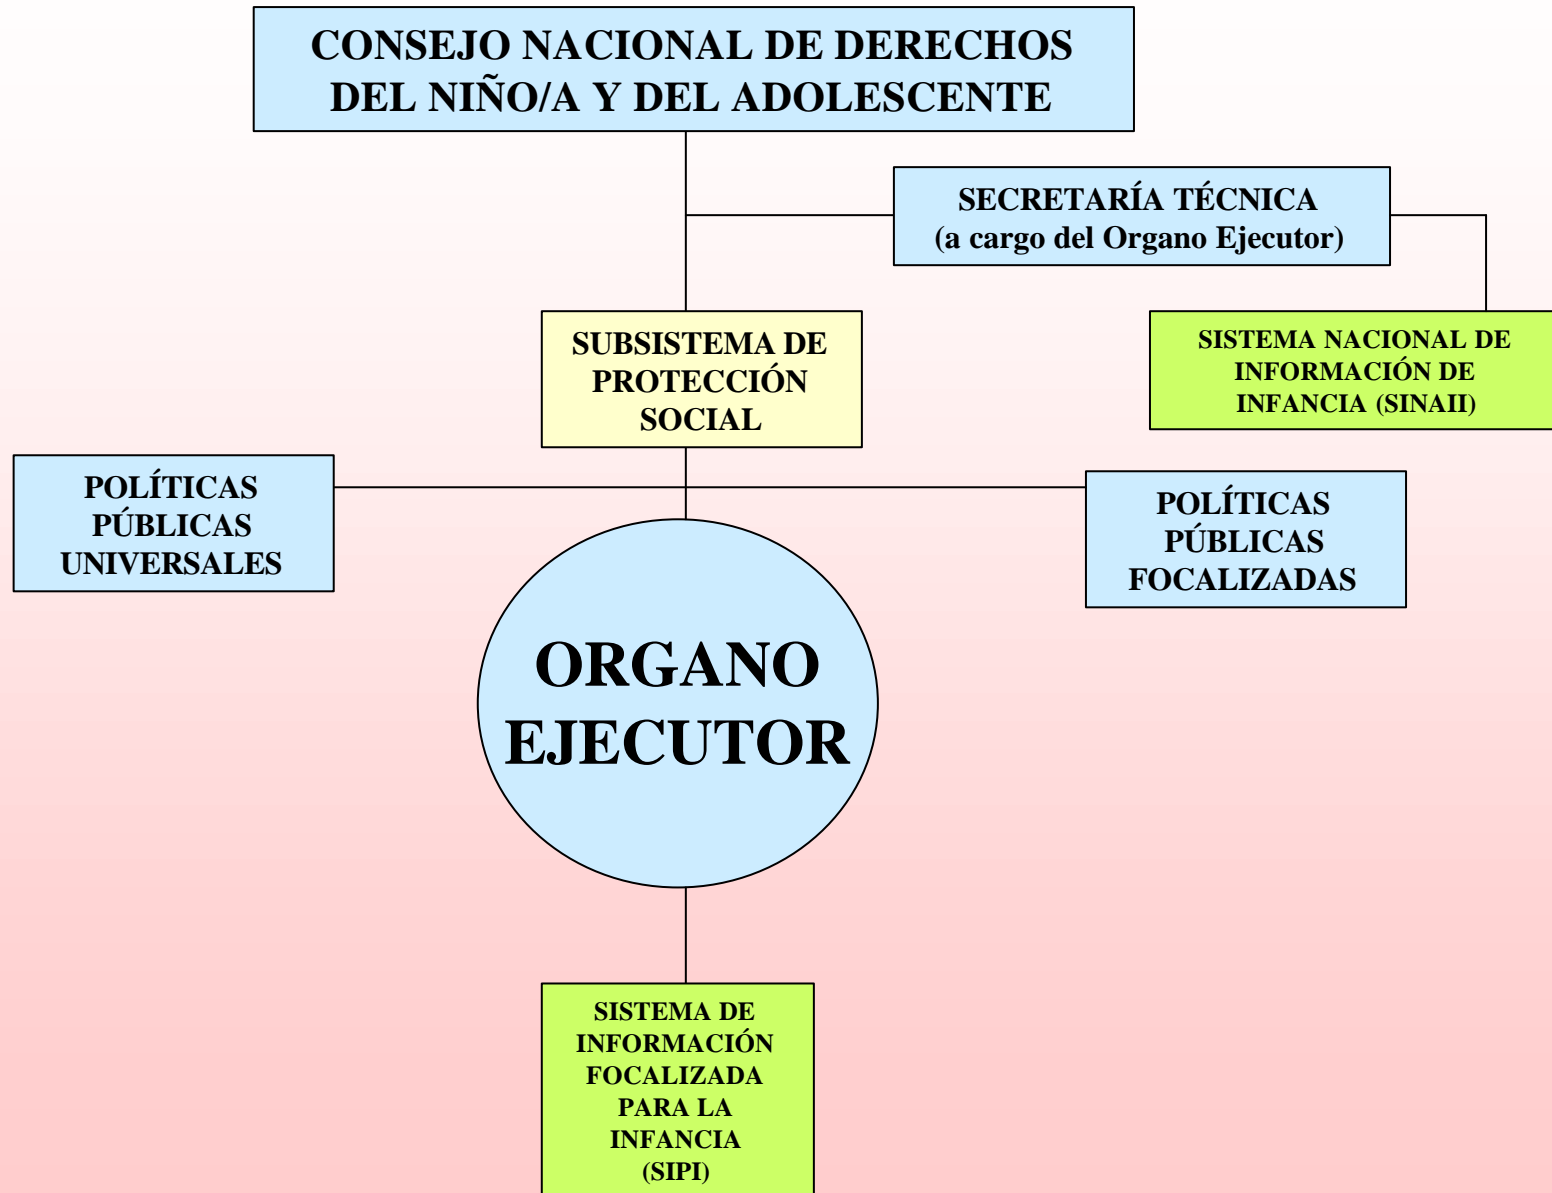 CONSEJO NACIONAL DE DERECHOS
DEL NIÑO/A Y DEL ADOLESCENTE
SECRETARÍA TÉCNICA
(a cargo del Organo Ejecutor)
SUBSISTEMA DE
PROTECCIÓN
SOCIAL
SISTEMA NACIONAL DE
INFORMACIÓN DE
INFANCIA (SINAII)
POLÍTICAS
PÚBLICAS
UNIVERSALES
POLÍTICAS
PÚBLICAS
FOCALIZADAS
ORGANO
EJECUTOR
SISTEMA DE
INFORMACIÓN
FOCALIZADA
PARA LA
INFANCIA
(SIPI)